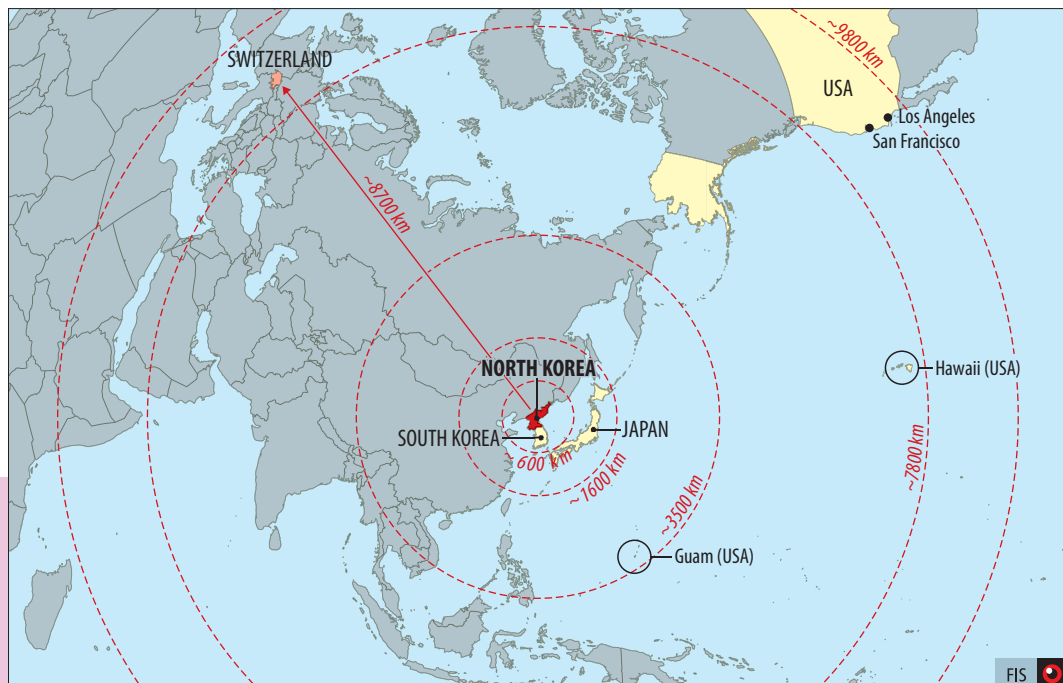 SWITZERLAND
~9800 km
USA
Los Angeles
San Francisco
~8700 km
NORTH KOREA
Hawaii (USA)
SOUTH KOREA
JAPAN
~600 km
~1600 km
~7800 km
~3500 km
Guam (USA)
FIS